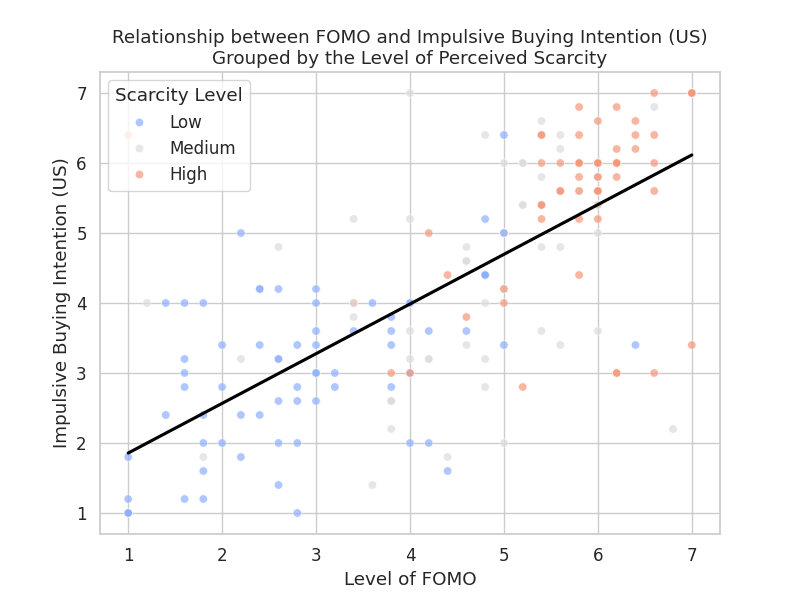 Relationship between FOMO and Impulsive Buying Intention (US)
Grouped by the Level of Perceived Scarcity
Scarcity Level
Low
Medium
High
Impulsive Buying Intention (US)
7
6
5
4
3
2
1
1 2 3 4 5 6 7
Level of FOMO